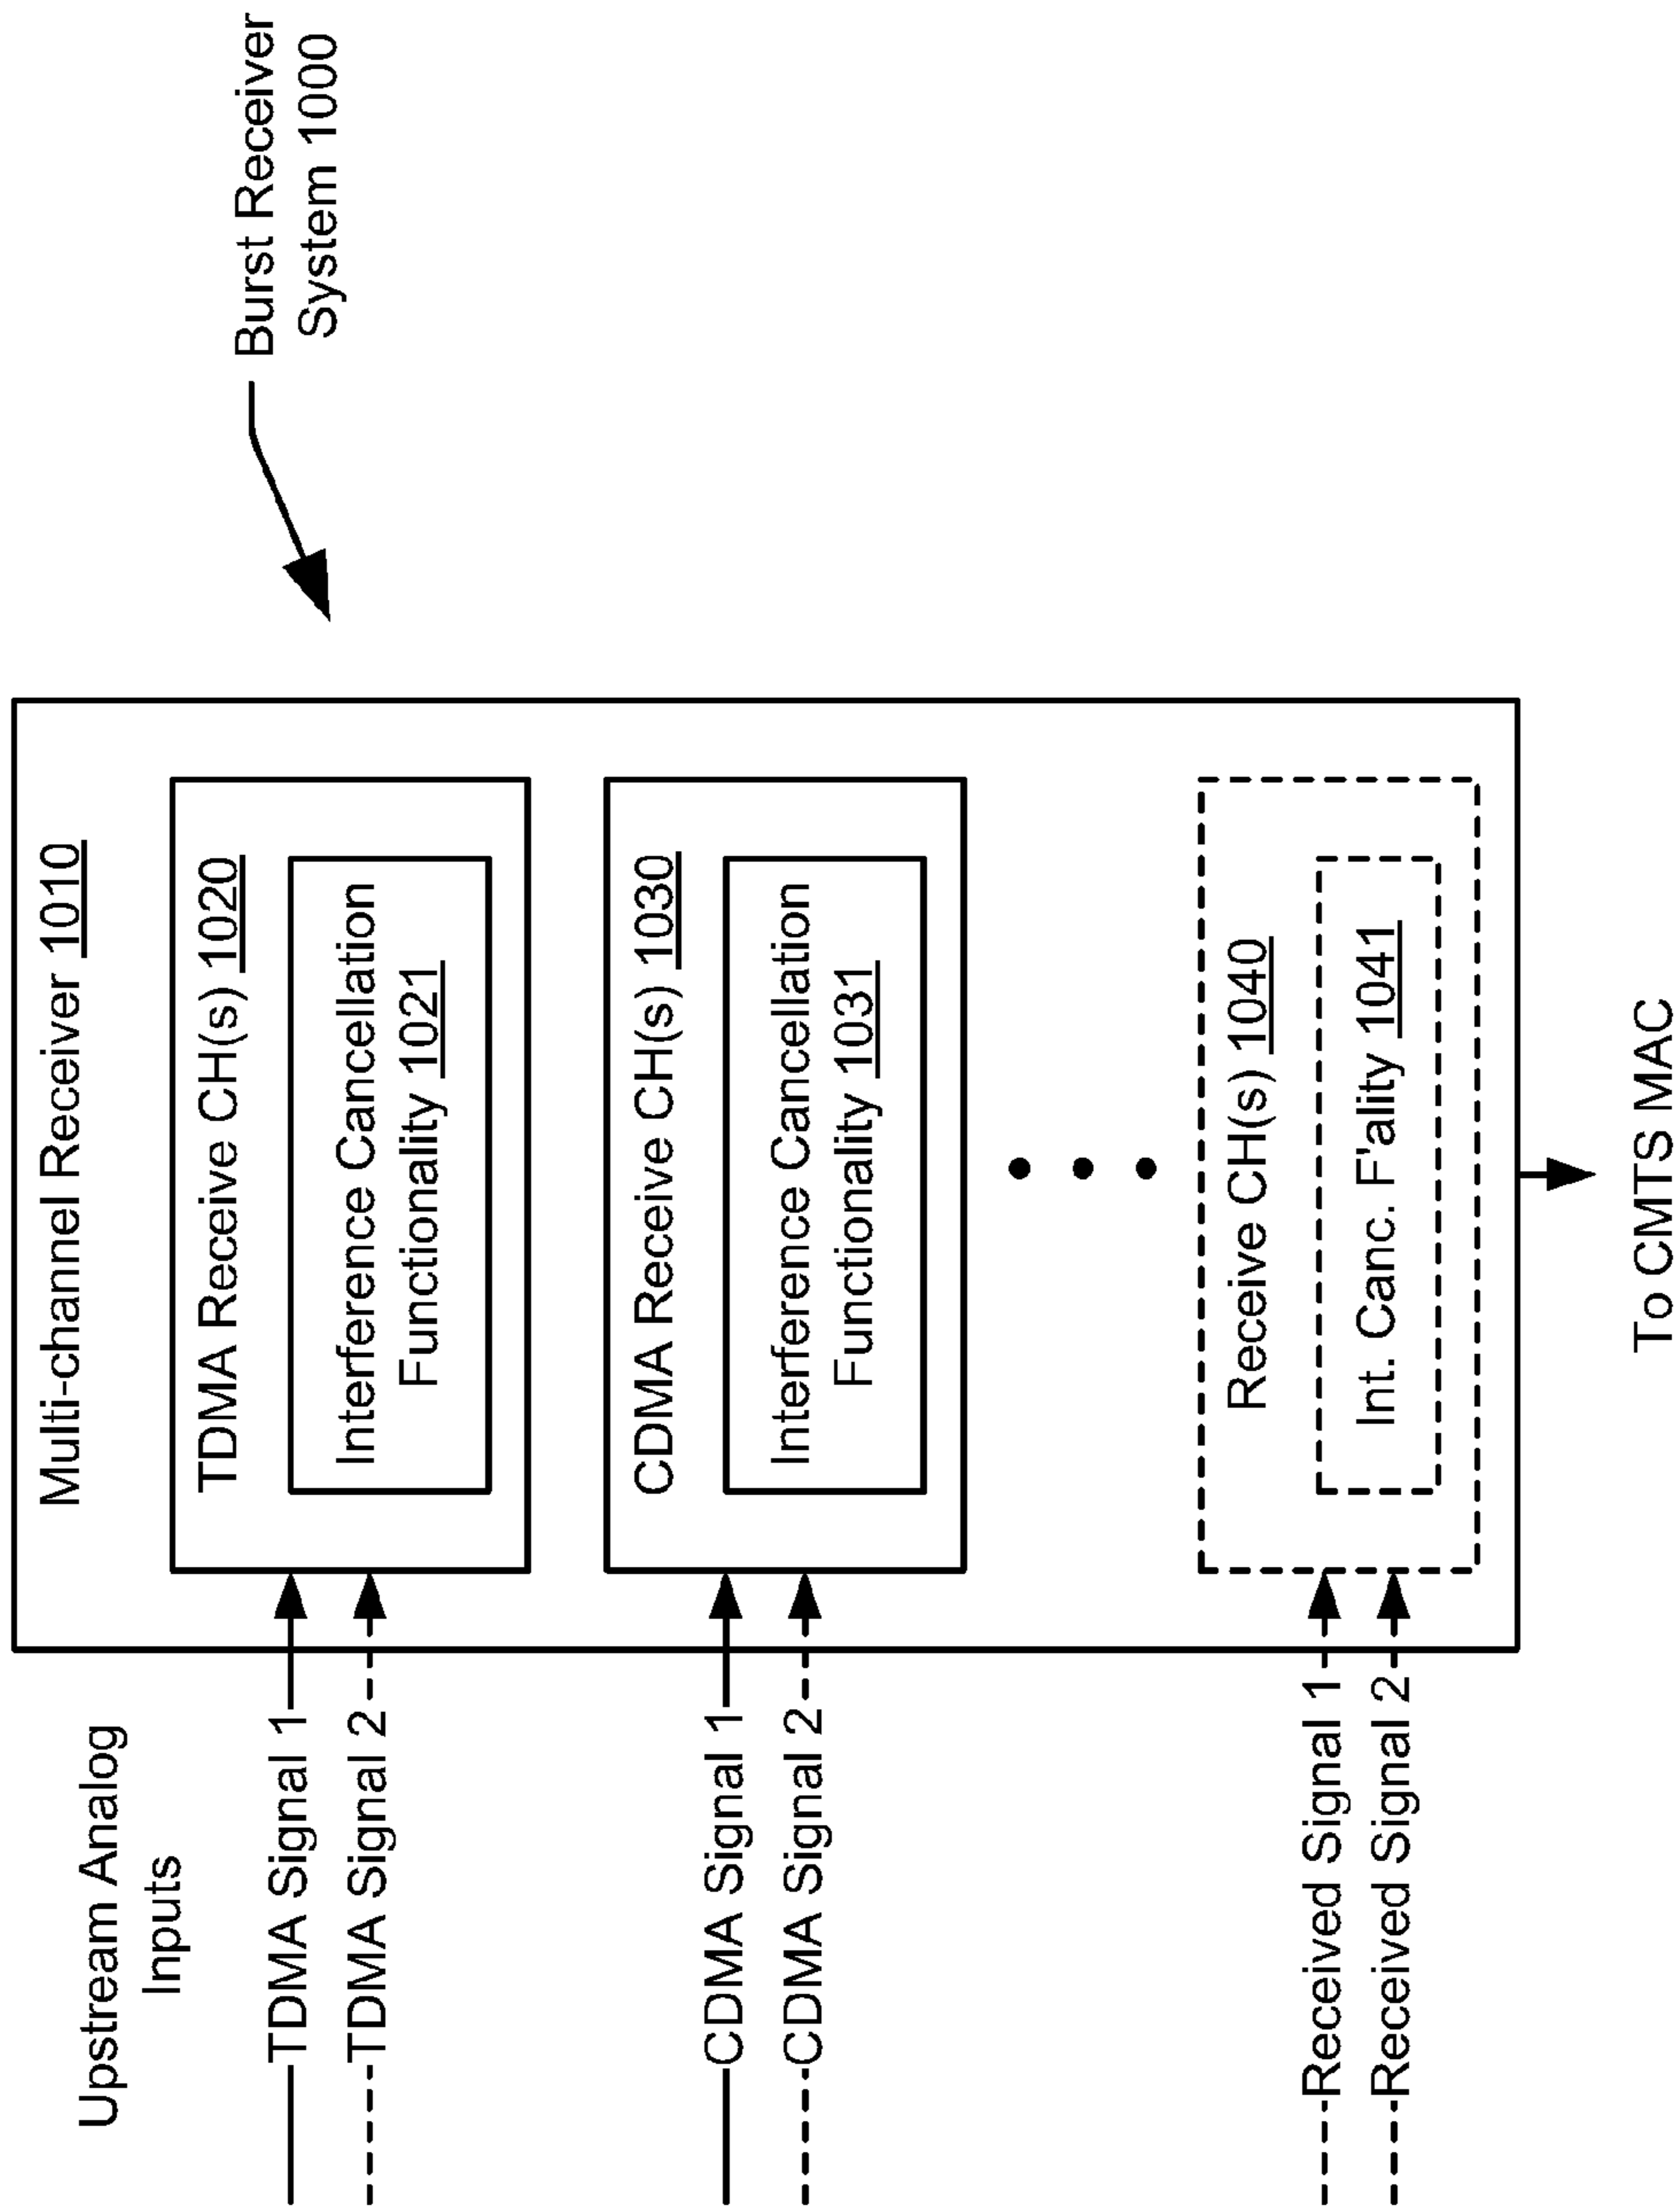 Burst Receiver
System 1000
Upstream Analog
Inputs
Multi-channel Receiver 1010
TDMA Signal 1
TDMA Signal 2
TDMA Receive CH(s) 1020
Interference Cancellation
Functionality 1021
CDMA Signal 1
CDMA Signal 2
CDMA Receive CH(s) 1030
Interference Cancellation
Functionality 1031
Received Signal 1
Received Signal 2
Receive CH(s) 1040
Int. Canc. F'ality 1041
To CMTS MAC